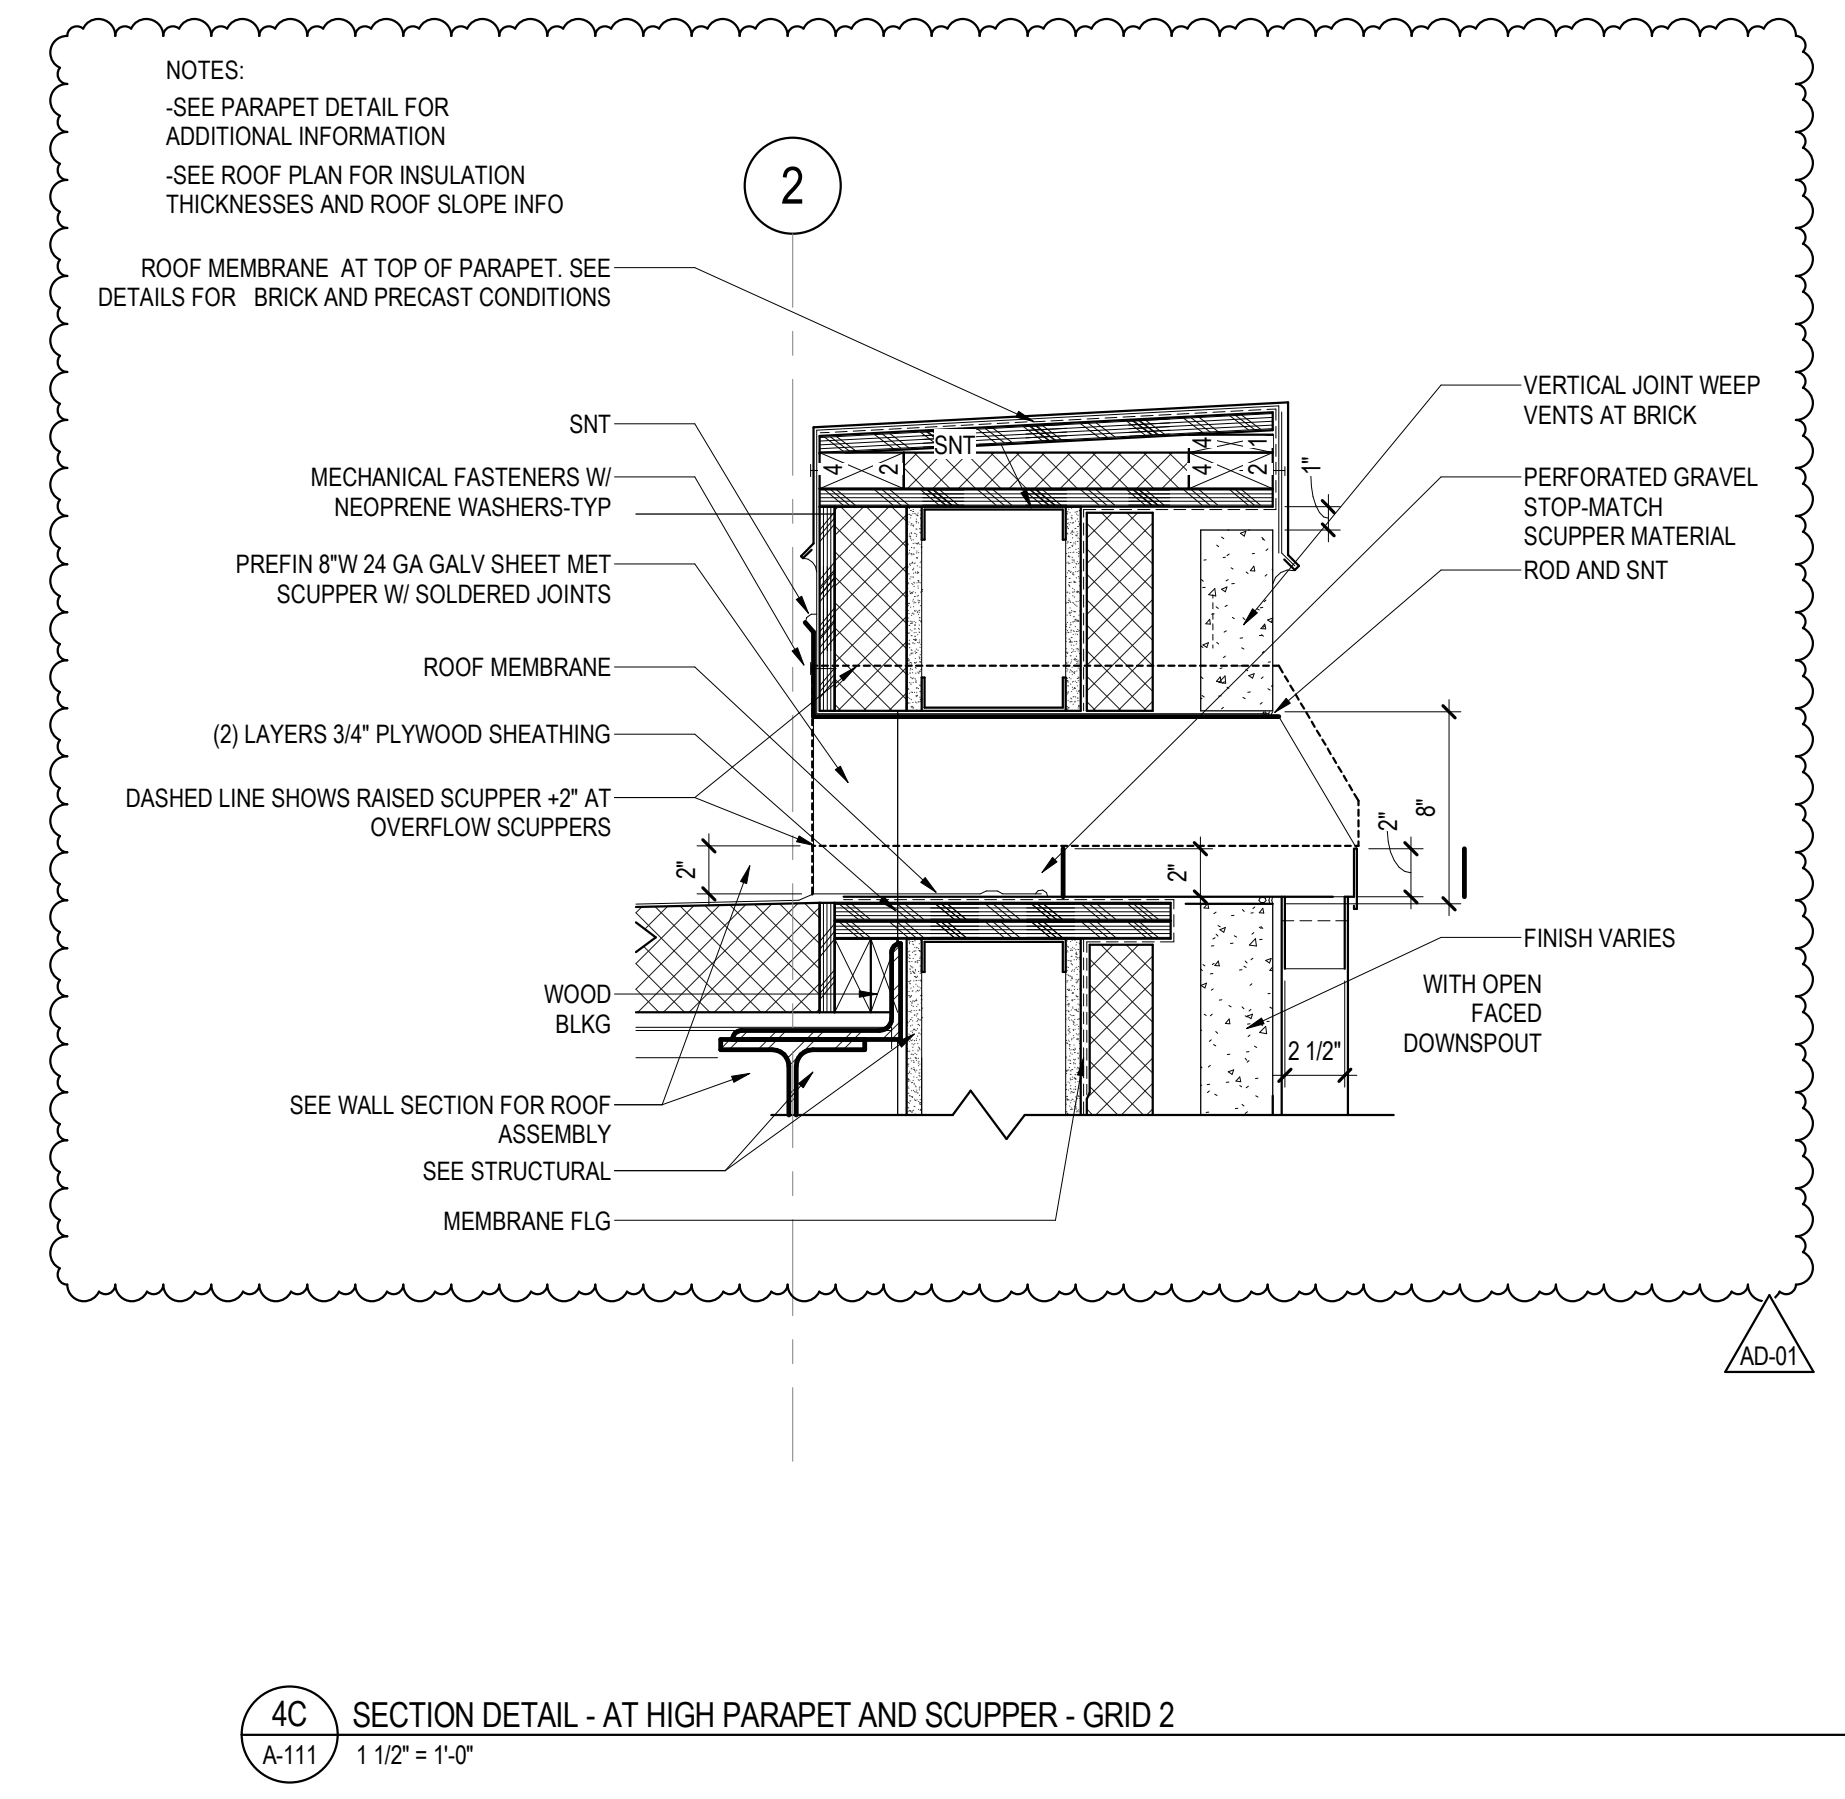 NOTES:
-SEE PARAPET DETAIL FOR
ADDITIONAL INFORMATION
-SEE ROOF PLAN FOR INSULATION
THICKNESSES AND ROOF SLOPE INFO
2
ROOF MEMBRANE AT TOP OF PARAPET. SEE
DETAILS FOR BRICK AND PRECAST CONDITIONS
SNT
MECHANICAL FASTENERS W/
NEOPRENE WASHERS-TYP
PREFIN 8"W 24 GA GALV SHEET MET
SCUPPER W/ SOLDERED JOINTS
ROOF MEMBRANE
(2) LAYERS 3/4" PLYWOOD SHEATHING
DASHED LINE SHOWS RAISED SCUPPER +2" AT
OVERFLOW SCUPPERS
2"
WOOD
BLKG
SEE WALL SECTION FOR ROOF
ASSEMBLY
SEE STRUCTURAL
MEMBRANE FLG
SNT
4 2
4 1
4 2
1"
2"
2"
8"
2 1/2"
VERTICAL JOINT WEEP
VENTS AT BRICK
PERFORATED GRAVEL
STOP-MATCH
SCUPPER MATERIAL
ROD AND SNT
FINISH VARIES
WITH OPEN
FACED
DOWNSPOUT
AD-01
4C
A-111
SECTION DETAIL - AT HIGH PARAPET AND SCUPPER - GRID 2
1 1/2" = 1'-0"